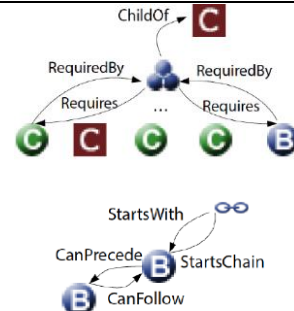 ChildOf
C
RequiredBy
RequiredBy
Requires
...
Requires
C
C
C
C
B
StartsWith
CanPrecede
B
StartsChain
B
CanFollow